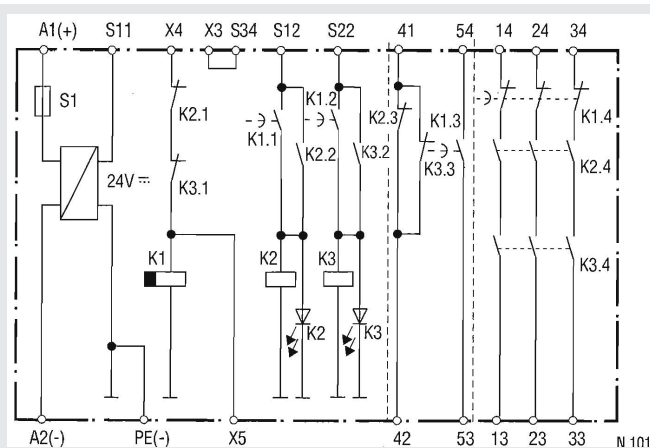 A1(+) S11 X4 X3 S34 S12 S22 41 54 14 24 34
S1
K2.1
K1.1
K1.2
K2.3
K1.3
K1.4
24V
K3.1
K2.2
K3.2
K3.3
K2.4
K1
K2
K3
K3.4
K2
K3
A2(-) PE(-) X5 42 53 13 23 33
N 101